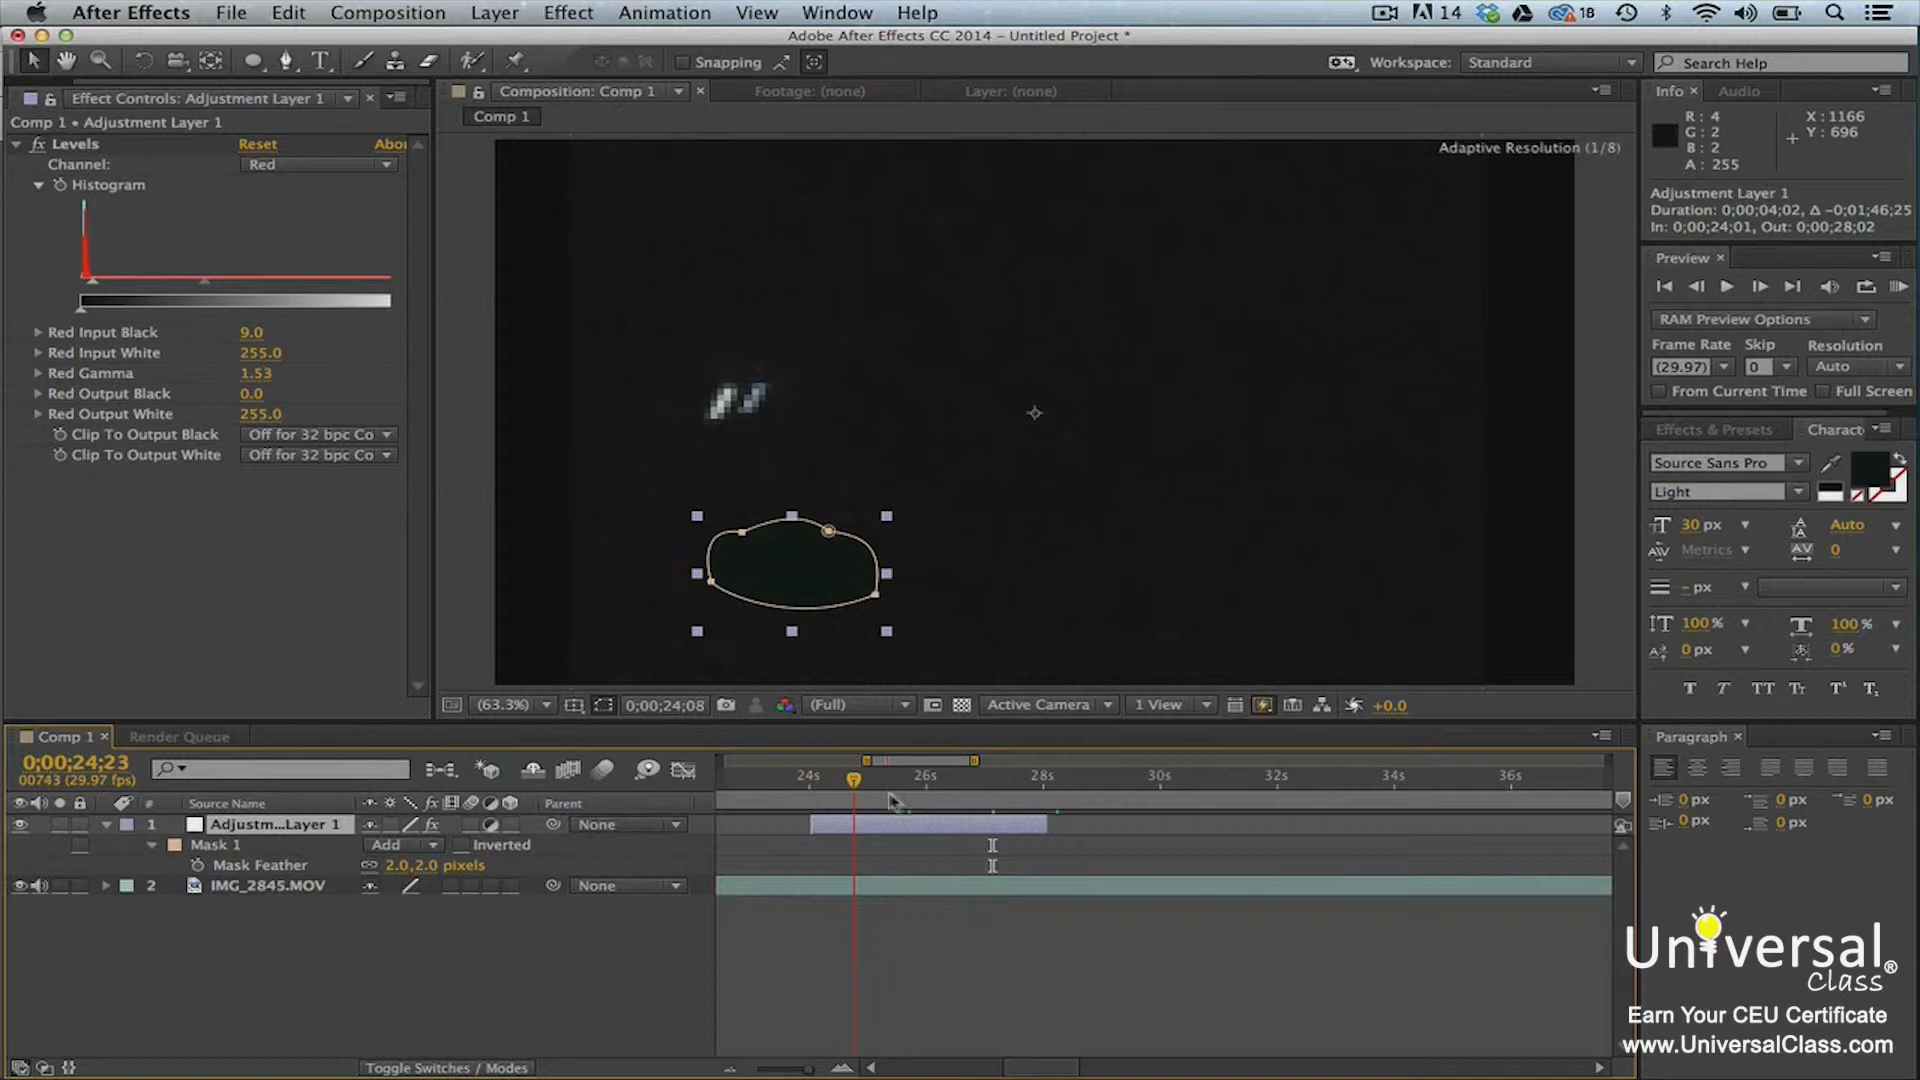 After Effects File Edit Composition Layer Effect Animation View Window Help 14 18
Adobe After Effects CC 2014 – Untitled Project *
Snapping Workspace: Standard Search Help
Effect Controls: Adjustment Layer 1 ×
Comp 1 • Adjustment Layer 1
fx Levels Reset Abou
Channel: Red
Histogram
Red Input Black 9.0
Red Input White 255.0
Red Gamma 1.53
Red Output Black 0.0
Red Output White 255.0
Clip To Output Black Off for 32 bpc Co
Clip To Output White Off for 32 bpc Co
Composition: Comp 1 × Footage: (none) Layer: (none)
Comp 1
Adaptive Resolution (1/8)
(63.3%) 0;00;24;08 (Full) Active Camera 1 View +0.0
Info × Audio
R : 4 X : 1166
G : 2 Y : 696
B : 2
A : 255
Adjustment Layer 1
Duration: 0;00;04;02, Δ -0;01;46;25
In: 0;00;24;01, Out: 0;00;28;02
Preview ×
RAM Preview Options
Frame Rate Skip Resolution
(29.97) 0 Auto
From Current Time Full Screen
Effects & Presets Charact
Source Sans Pro
Light
30 px Auto
Metrics 0
– px
100 % 100 %
0 px 0 %
T T TT Tr T¹ T₁
Comp 1 × Render Queue
0;00;24;23
00743 (29.97 fps)
24s 26s 28s 30s 32s 34s 36s
# Source Name fx Parent
1 Adjustm...Layer 1 fx None
Mask 1 Add Inverted
Mask Feather 2.0,2.0 pixels
2 IMG_2845.MOV None
Toggle Switches / Modes
Paragraph ×
0 px 0 px 0 px
0 px 0 px
Universal®
Class
Earn Your CEU Certificate
www.UniversalClass.com